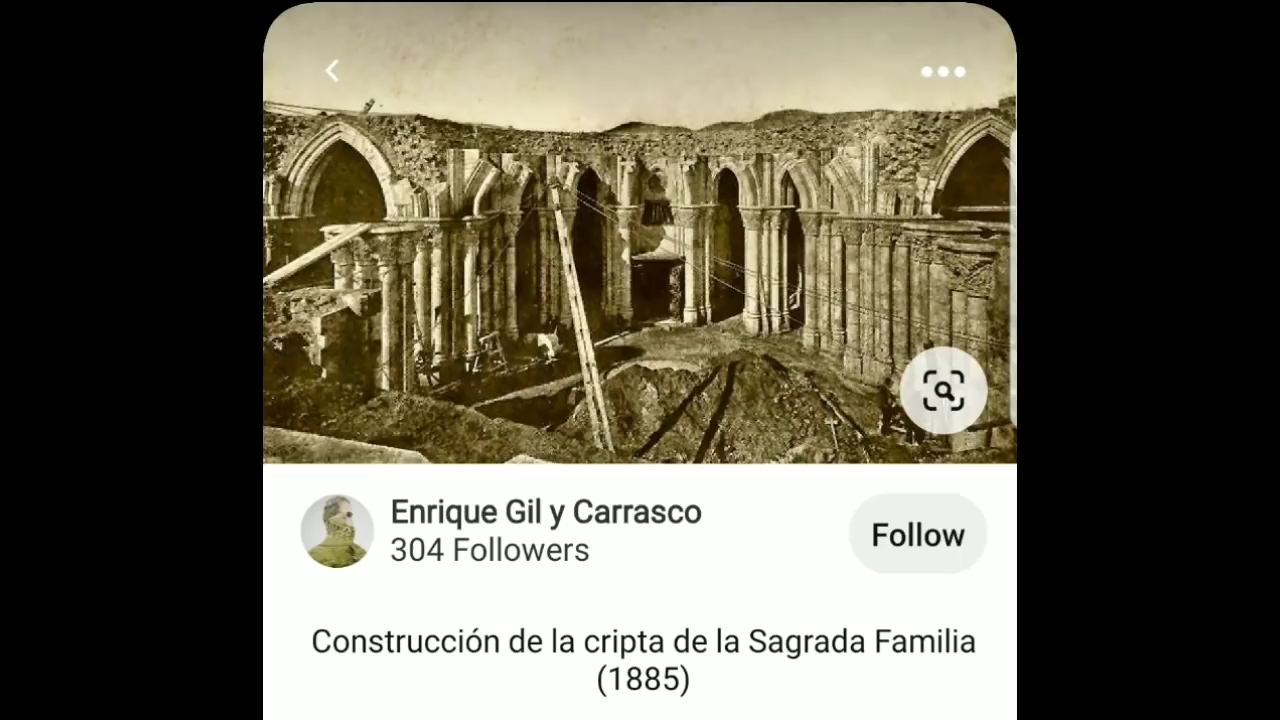 Enrique Gil y Carrasco
304 Followers
Follow
Construcción de la cripta de la Sagrada Familia
(1885)